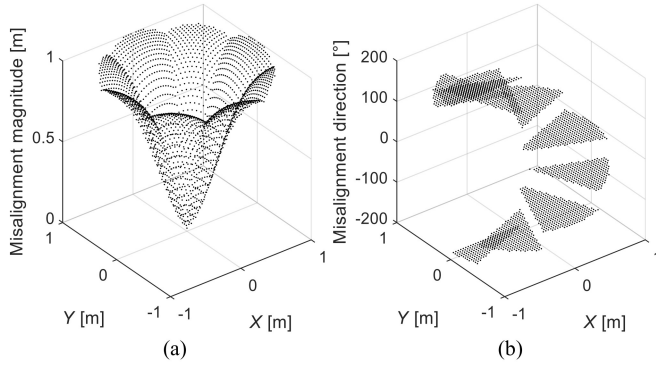 Misalignment magnitude [m]
1
0.5
0
1
0
-1
-1
0
1
Y [m]
X [m]
(a)
Misalignment direction [°]
200
100
0
-100
-200
1
0
-1
-1
0
1
Y [m]
X [m]
(b)